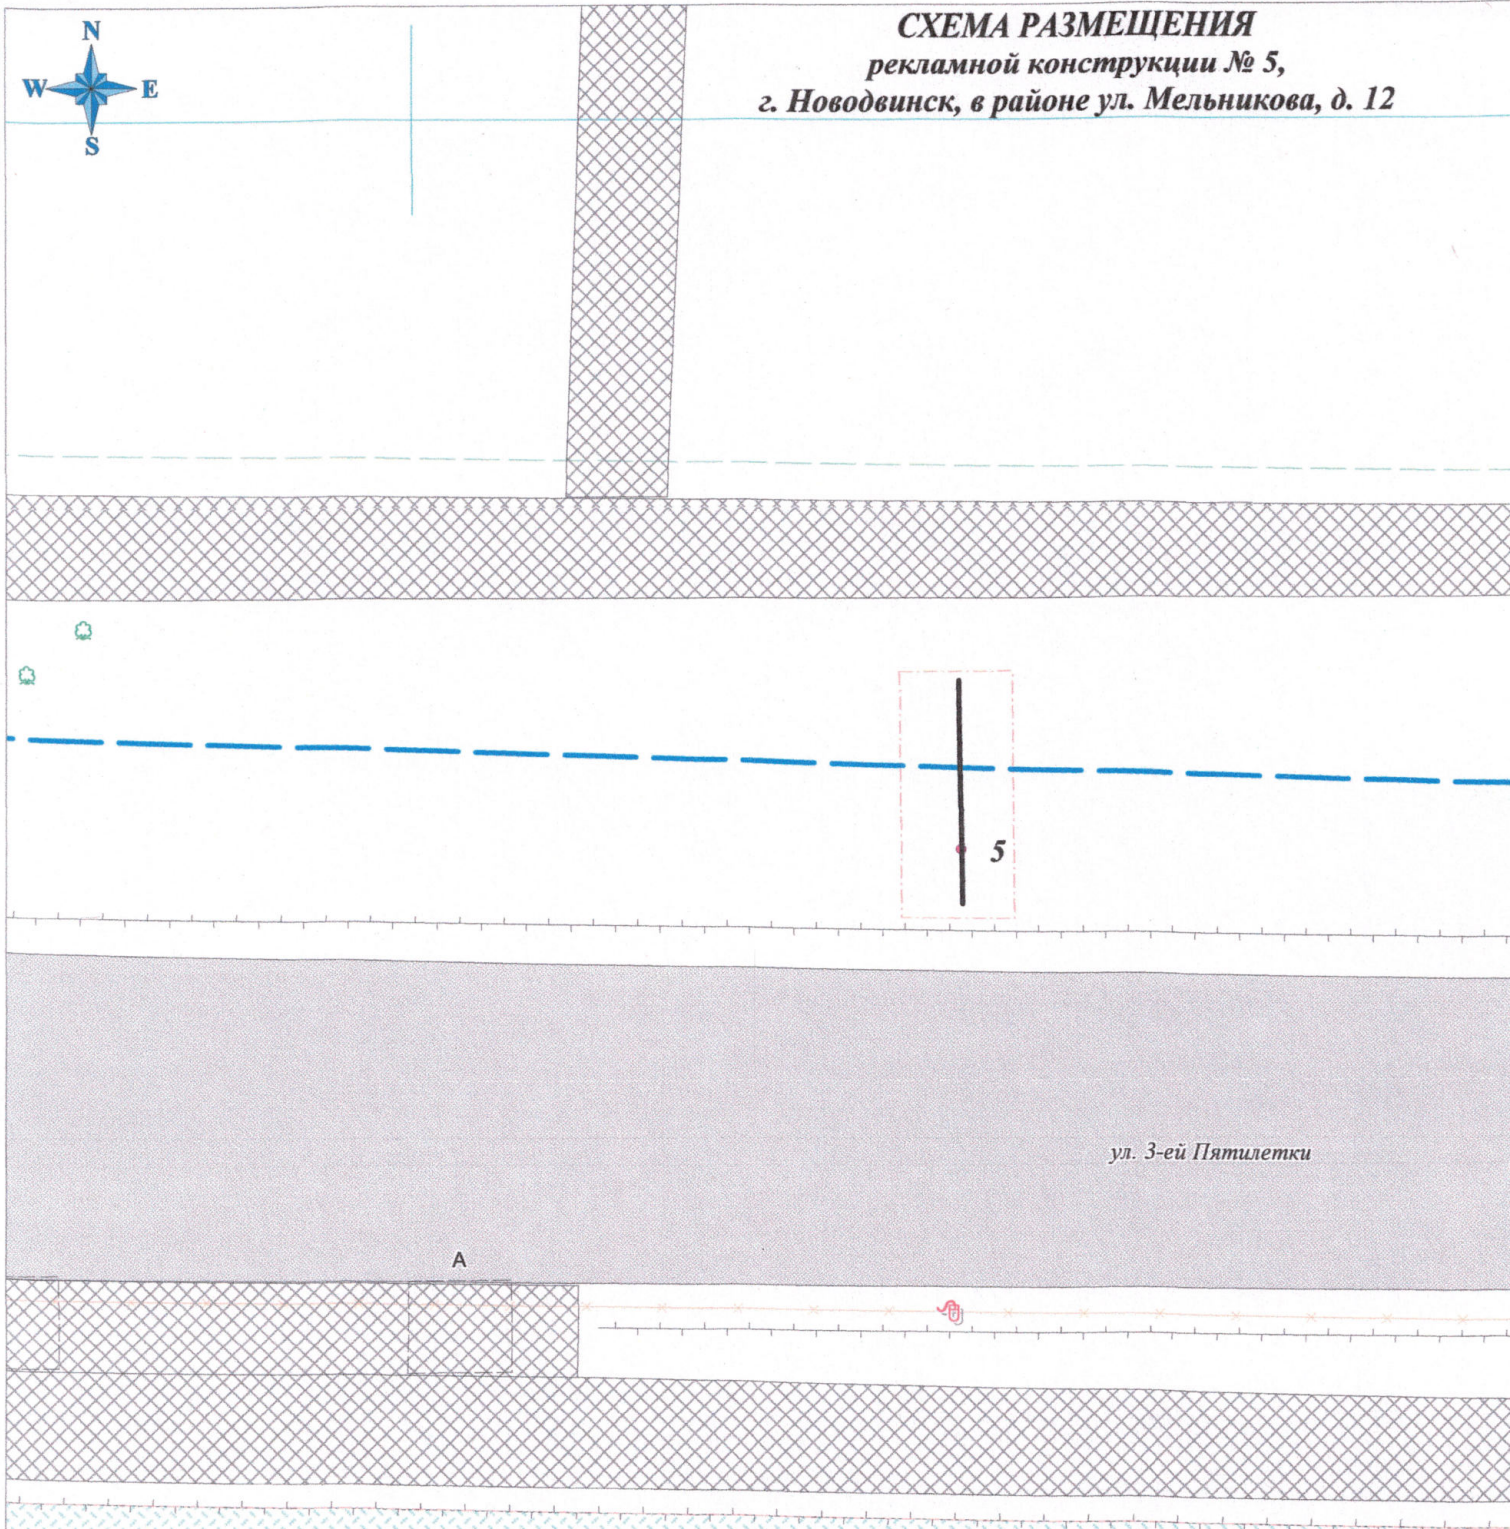 СХЕМА РАЗМЕЩЕНИЯ
рекламной конструкции № 5,
г. Новодвинск, в районе ул. Мельникова, д. 12
N
W E
S
5
ул. 3-ей Пятилетки
А